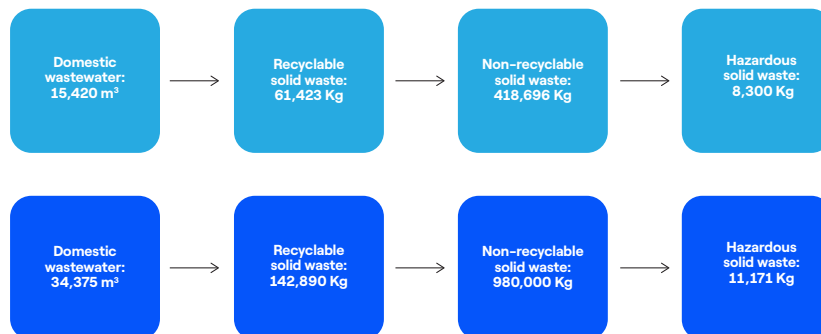 Domestic
wastewater:
15,420 m³
Recyclable
solid waste:
61,423 Kg
Non-recyclable
solid waste:
418,696 Kg
Hazardous
solid waste:
8,300 Kg
Domestic
wastewater:
34,375 m³
Recyclable
solid waste:
142,890 Kg
Non-recyclable
solid waste:
980,000 Kg
Hazardous
solid waste:
11,171 Kg